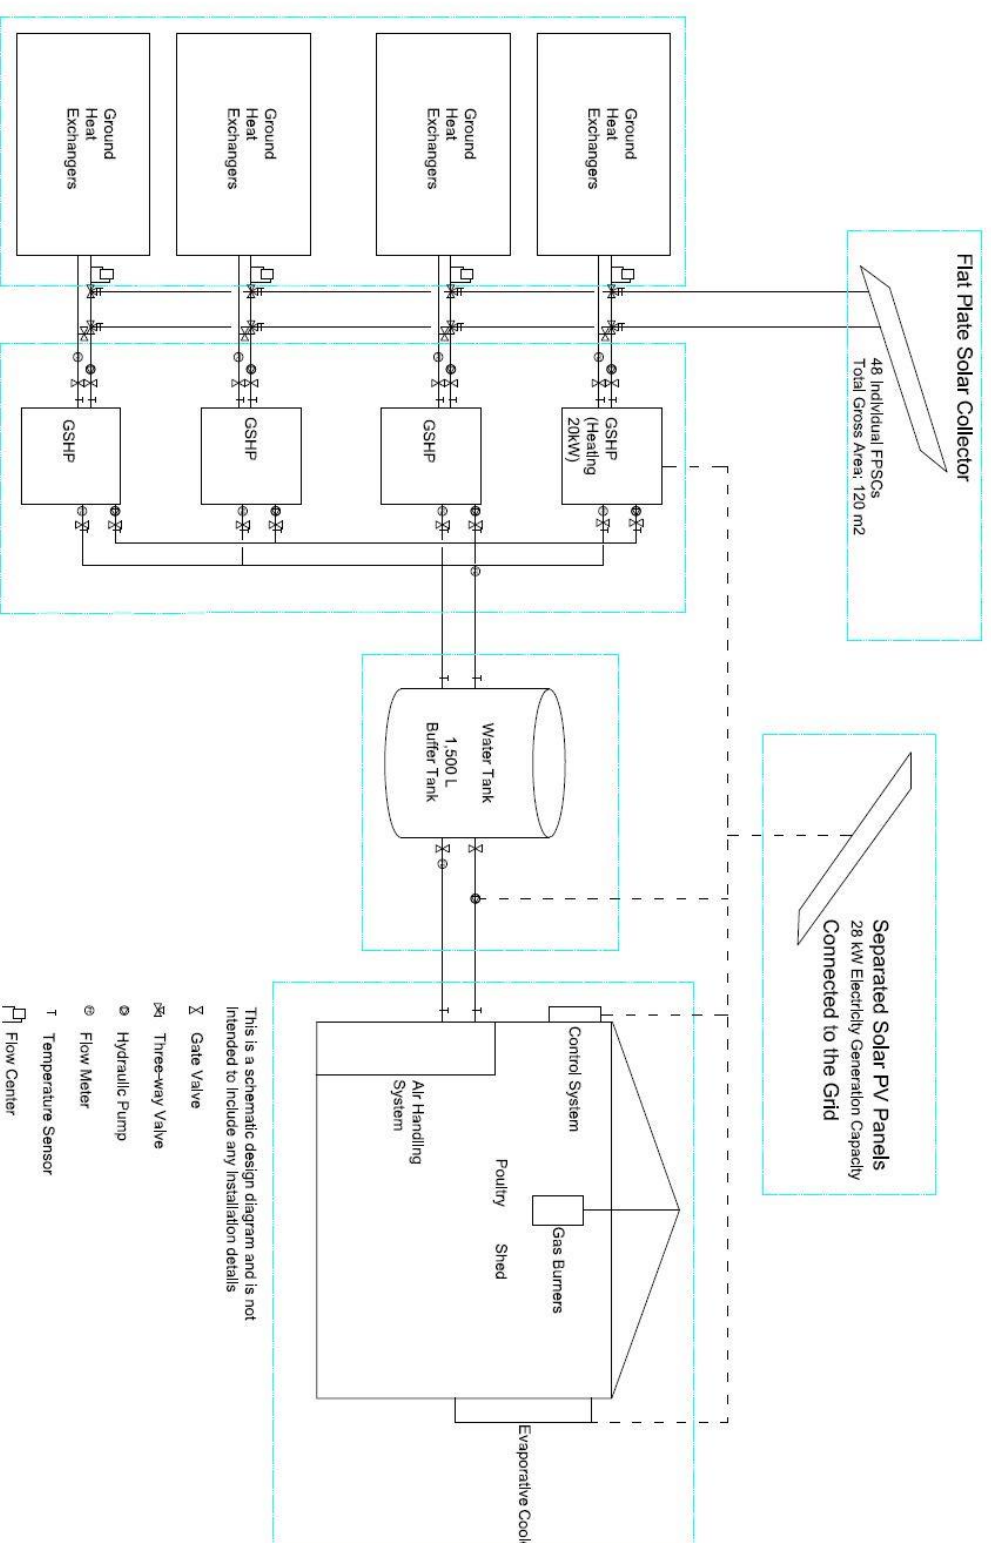 Flat Plate Solar Collector
48 Individual FPSCs
Total Gross Area; 120 m2
Separated Solar PV Panels
28 kW Electricity Generation Capacity
Connected to the Grid
Ground
Heat
Exchangers
GSHP
(Heating
20kW)
Ground
Heat
Exchangers
GSHP
Ground
Heat
Exchangers
GSHP
Ground
Heat
Exchangers
GSHP
Water Tank
1,500 L
Buffer Tank
Control System
Gas Burners
Poultry Shed
Air Handling
System
This is a schematic design diagram and is not
Intended to Include any Installation details
Gate Valve
Three-way Valve
Hydraulic Pump
Flow Meter
T Temperature Sensor
Flow Center
Evaporative